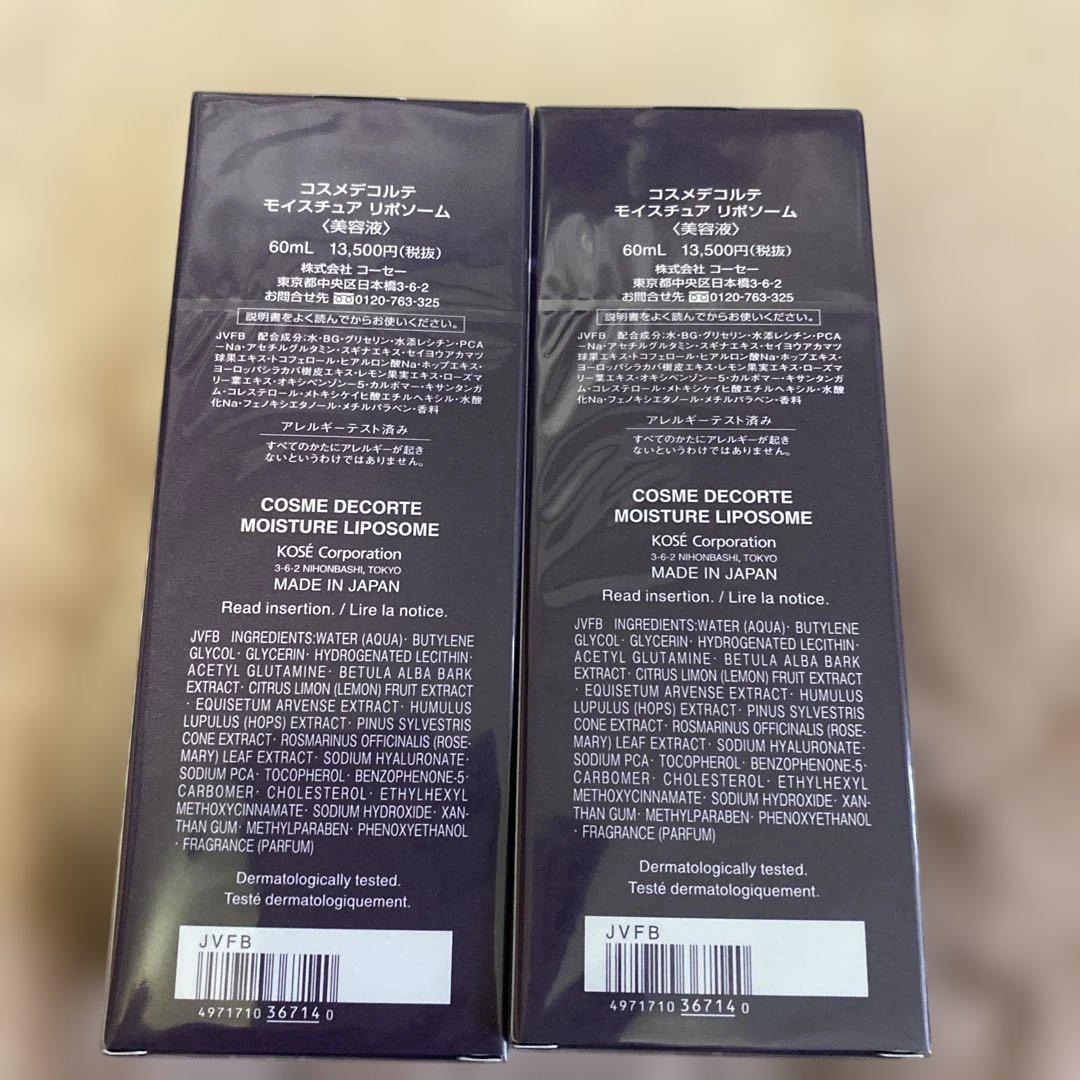 コスメデコルテ
モイスチュア リポソーム
〈美容液〉
60mL 13,500円(税抜)
株式会社 コーセー
東京都中央区日本橋3-6-2
お問合せ先 0120-763-325
説明書をよく読んでからお使いください。
JVFB 配合成分:水・BG・グリセリン・水添レシチン・PCA
ーNa・アセチルグルタミン・スギナエキス・セイヨウアカマツ
球果エキス・トコフェロール・ヒアルロン酸Na・ホップエキス・
ヨーロッパシラカバ樹皮エキス・レモン果実エキス・ローズマ
リー葉エキス・オキシベンゾン-5・カルボマー・キサンタンガ
ム・コレステロール・メトキシケイヒ酸エチルヘキシル・水酸
化Na・フェノキシエタノール・メチルパラベン・香料
アレルギーテスト済み
すべてのかたにアレルギーが起き
ないというわけではありません。
COSME DECORTE
MOISTURE LIPOSOME
KOSÉ Corporation
3-6-2 NIHONBASHI, TOKYO
MADE IN JAPAN
Read insertion. / Lire la notice.
JVFB INGREDIENTS:WATER (AQUA)· BUTYLENE
GLYCOL· GLYCERIN· HYDROGENATED LECITHIN·
ACETYL GLUTAMINE· BETULA ALBA BARK
EXTRACT· CITRUS LIMON (LEMON) FRUIT EXTRACT
· EQUISETUM ARVENSE EXTRACT· HUMULUS
LUPULUS (HOPS) EXTRACT· PINUS SYLVESTRIS
CONE EXTRACT· ROSMARINUS OFFICINALIS (ROSE-
MARY) LEAF EXTRACT· SODIUM HYALURONATE·
SODIUM PCA· TOCOPHEROL· BENZOPHENONE-5·
CARBOMER· CHOLESTEROL· ETHYLHEXYL
METHOXYCINNAMATE· SODIUM HYDROXIDE· XAN-
THAN GUM· METHYLPARABEN· PHENOXYETHANOL
· FRAGRANCE (PARFUM)
Dermatologically tested.
Testé dermatologiquement.
JVFB
4971710 36714 0
コスメデコルテ
モイスチュア リポソーム
〈美容液〉
60mL 13,500円(税抜)
株式会社 コーセー
東京都中央区日本橋3-6-2
お問合せ先 0120-763-325
説明書をよく読んでからお使いください。
JVFB 配合成分:水・BG・グリセリン・水添レシチン・PCA
ーNa・アセチルグルタミン・スギナエキス・セイヨウアカマツ
球果エキス・トコフェロール・ヒアルロン酸Na・ホップエキス・
ヨーロッパシラカバ樹皮エキス・レモン果実エキス・ローズマ
リー葉エキス・オキシベンゾン-5・カルボマー・キサンタンガ
ム・コレステロール・メトキシケイヒ酸エチルヘキシル・水酸
化Na・フェノキシエタノール・メチルパラベン・香料
アレルギーテスト済み
すべてのかたにアレルギーが起き
ないというわけではありません。
COSME DECORTE
MOISTURE LIPOSOME
KOSÉ Corporation
3-6-2 NIHONBASHI, TOKYO
MADE IN JAPAN
Read insertion. / Lire la notice.
JVFB INGREDIENTS:WATER (AQUA)· BUTYLENE
GLYCOL· GLYCERIN· HYDROGENATED LECITHIN·
ACETYL GLUTAMINE· BETULA ALBA BARK
EXTRACT· CITRUS LIMON (LEMON) FRUIT EXTRACT
· EQUISETUM ARVENSE EXTRACT· HUMULUS
LUPULUS (HOPS) EXTRACT· PINUS SYLVESTRIS
CONE EXTRACT· ROSMARINUS OFFICINALIS (ROSE-
MARY) LEAF EXTRACT· SODIUM HYALURONATE·
SODIUM PCA· TOCOPHEROL· BENZOPHENONE-5·
CARBOMER· CHOLESTEROL· ETHYLHEXYL
METHOXYCINNAMATE· SODIUM HYDROXIDE· XAN-
THAN GUM· METHYLPARABEN· PHENOXYETHANOL
· FRAGRANCE (PARFUM)
Dermatologically tested.
Testé dermatologiquement.
JVFB
4971710 36714 0